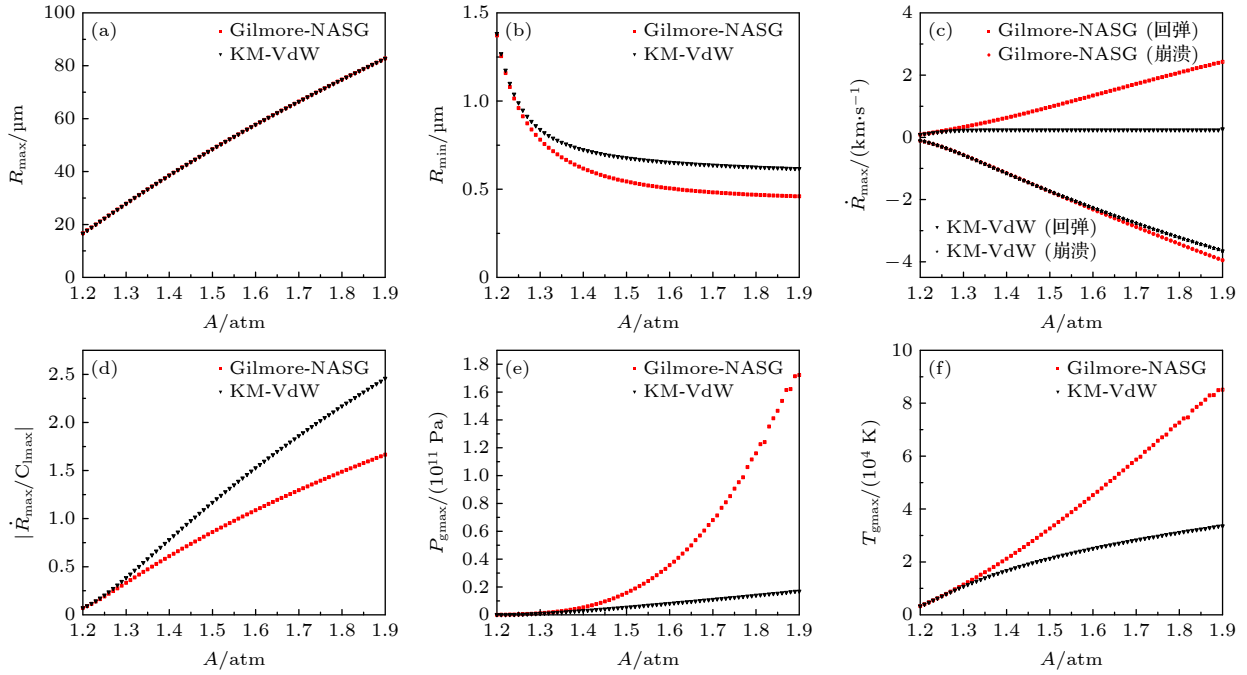 (a)
Gilmore-NASG
KM-VdW
R_max/μm
100
80
60
40
20
0
1.2 1.3 1.4 1.5 1.6 1.7 1.8 1.9
A/atm
(b)
Gilmore-NASG
KM-VdW
R_min/μm
1.5
1.0
0.5
0
1.2 1.3 1.4 1.5 1.6 1.7 1.8 1.9
A/atm
(c)
Gilmore-NASG (回弹)
Gilmore-NASG (崩溃)
KM-VdW (回弹)
KM-VdW (崩溃)
Ṙ_max/(km·s⁻¹)
4
2
0
−2
−4
1.2 1.3 1.4 1.5 1.6 1.7 1.8 1.9
A/atm
(d)
Gilmore-NASG
KM-VdW
|Ṙ_max/C_lmax|
2.5
2.0
1.5
1.0
0.5
0
1.2 1.3 1.4 1.5 1.6 1.7 1.8 1.9
A/atm
(e)
Gilmore-NASG
KM-VdW
P_gmax/(10¹¹ Pa)
1.8
1.6
1.4
1.2
1.0
0.8
0.6
0.4
0.2
0
1.2 1.3 1.4 1.5 1.6 1.7 1.8 1.9
A/atm
(f)
Gilmore-NASG
KM-VdW
T_gmax/(10⁴ K)
10
8
6
4
2
0
1.2 1.3 1.4 1.5 1.6 1.7 1.8 1.9
A/atm